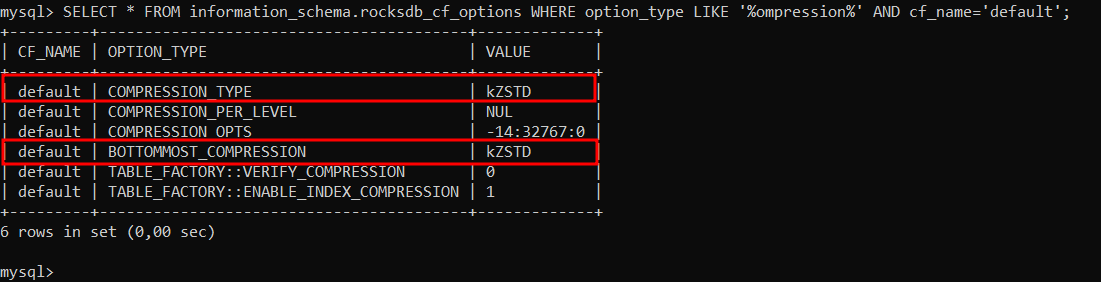 mysql> SELECT * FROM information_schema.rocksdb_cf_options WHERE option_type LIKE '%ompression%' AND cf_name='default';
+---------+--------------------------------------+-------------+
| CF_NAME | OPTION_TYPE                          | VALUE       |
+---------+--------------------------------------+-------------+
| default | COMPRESSION_TYPE                     | kZSTD       |
| default | COMPRESSION_PER_LEVEL                | NUL         |
| default | COMPRESSION_OPTS                     | -14:32767:0 |
| default | BOTTOMMOST_COMPRESSION               | kZSTD       |
| default | TABLE_FACTORY::VERIFY_COMPRESSION    | 0           |
| default | TABLE_FACTORY::ENABLE_INDEX_COMPRESSION | 1           |
+---------+--------------------------------------+-------------+
6 rows in set (0,00 sec)
mysql>